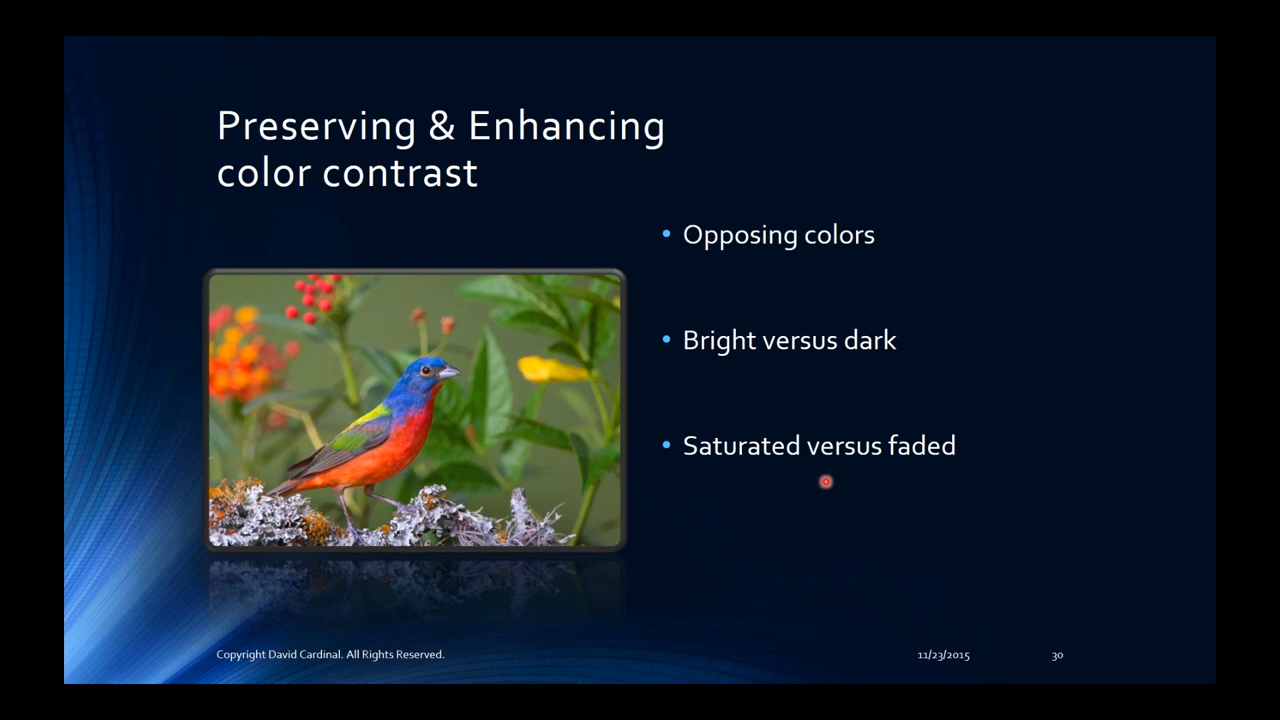 Preserving & Enhancing
color contrast
• Opposing colors
• Bright versus dark
• Saturated versus faded
Copyright David Cardinal. All Rights Reserved.
11/23/2015
30